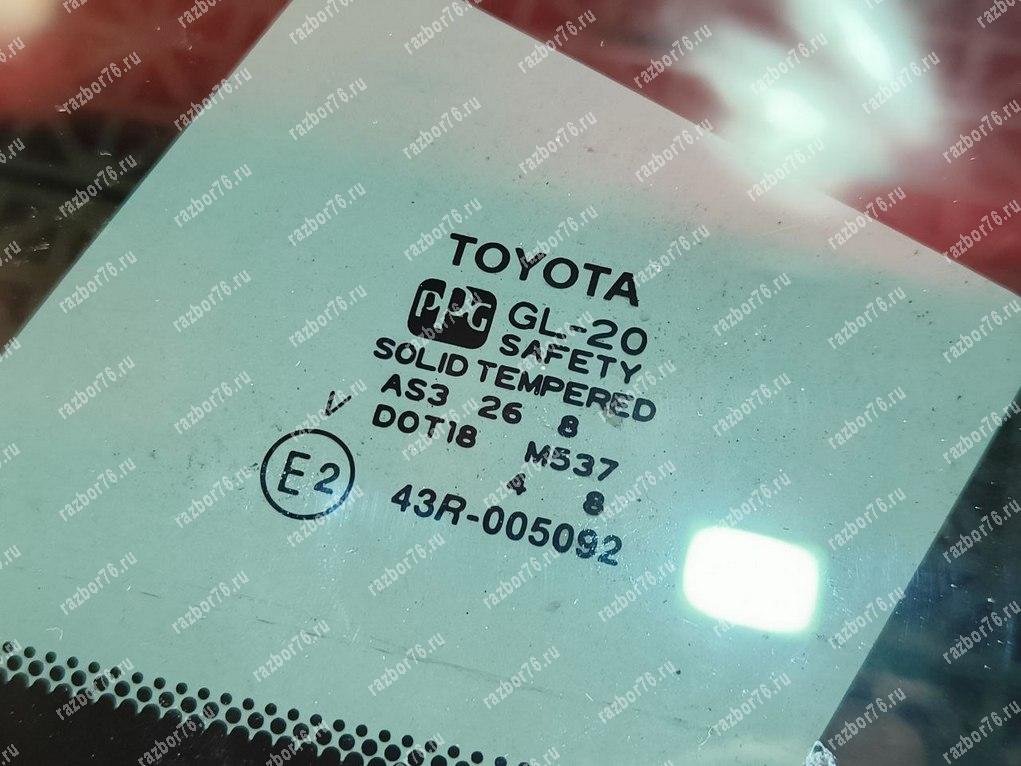 TOYOTA
PPG GL-20
SAFETY
SOLID TEMPERED
AS3 26 8
DOT18 M537
4 8
E2 43R-005092
razbor76.ru